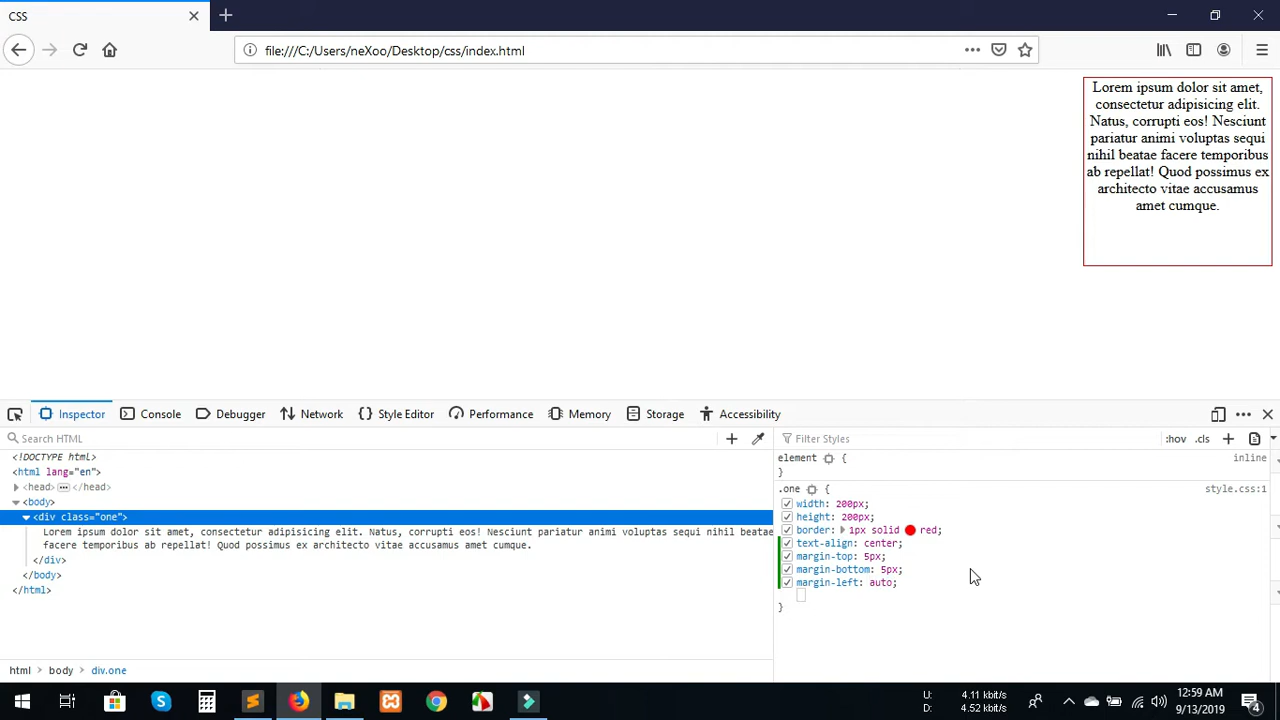 CSS
file:///C:/Users/neXoo/Desktop/css/index.html
Lorem ipsum dolor sit amet,
consectetur adipisicing elit.
Natus, corrupti eos! Nesciunt
pariatur animi voluptas sequi
nihil beatae facere temporibus
ab repellat! Quod possimus ex
architecto vitae accusamus
amet cumque.
Inspector Console Debugger Network Style Editor Performance Memory Storage Accessibility
Search HTML
Filter Styles :hov .cls
<!DOCTYPE html>
<html lang="en">
<head> </head>
<body>
<div class="one">
Lorem ipsum dolor sit amet, consectetur adipisicing elit. Natus, corrupti eos! Nesciunt pariatur animi voluptas sequi nihil beatae
facere temporibus ab repellat! Quod possimus ex architecto vitae accusamus amet cumque.
</div>
</body>
</html>
element { inline
}
.one { style.css:1
width: 200px;
height: 200px;
border: 1px solid red;
text-align: center;
margin-top: 5px;
margin-bottom: 5px;
margin-left: auto;
}
html body div.one
U: 4.11 kbit/s
D: 4.52 kbit/s
12:59 AM
9/13/2019
4